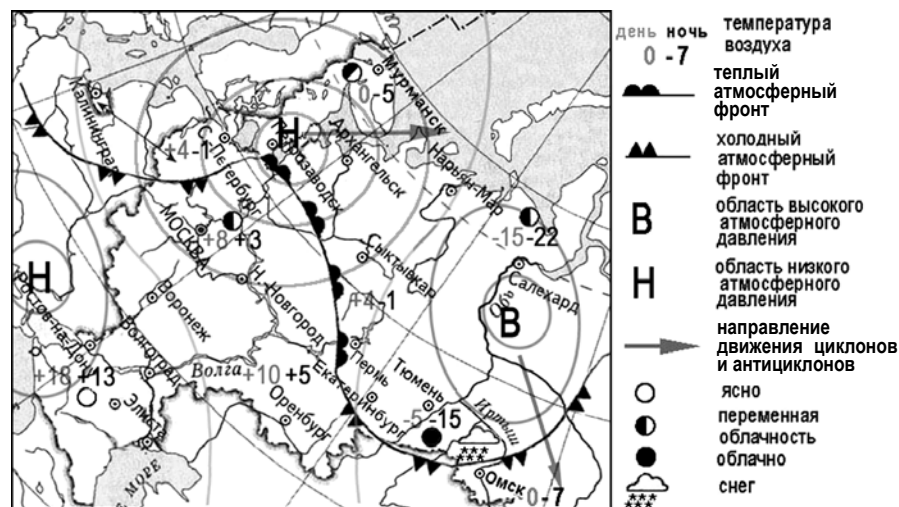 Мурманск
0 -5
Калининград
Н
Архангельск
+4 -1
С.-Петербург
Петрозаводск
Нарьян-Мар
-15 -22
МОСКВА
+8 +3
Сыктывкар
Салехард
Обь
Н
В
Н. Новгород
+4 -1
Ростов-на-Дону
Воронеж
Волгоград
Волга
Пермь
+18 +13
+10 +5
Екатеринбург
Тюмень
-5 -15
Иртыш
Элиста
Оренбург
МОРЕ
Омск
0 -7
день ночь
0 -7
температура
воздуха
теплый
атмосферный
фронт
холодный
атмосферный
фронт
В
область высокого
атмосферного
давления
Н
область низкого
атмосферного
давления
направление
движения циклонов
и антициклонов
ясно
переменная
облачность
облачно
снег